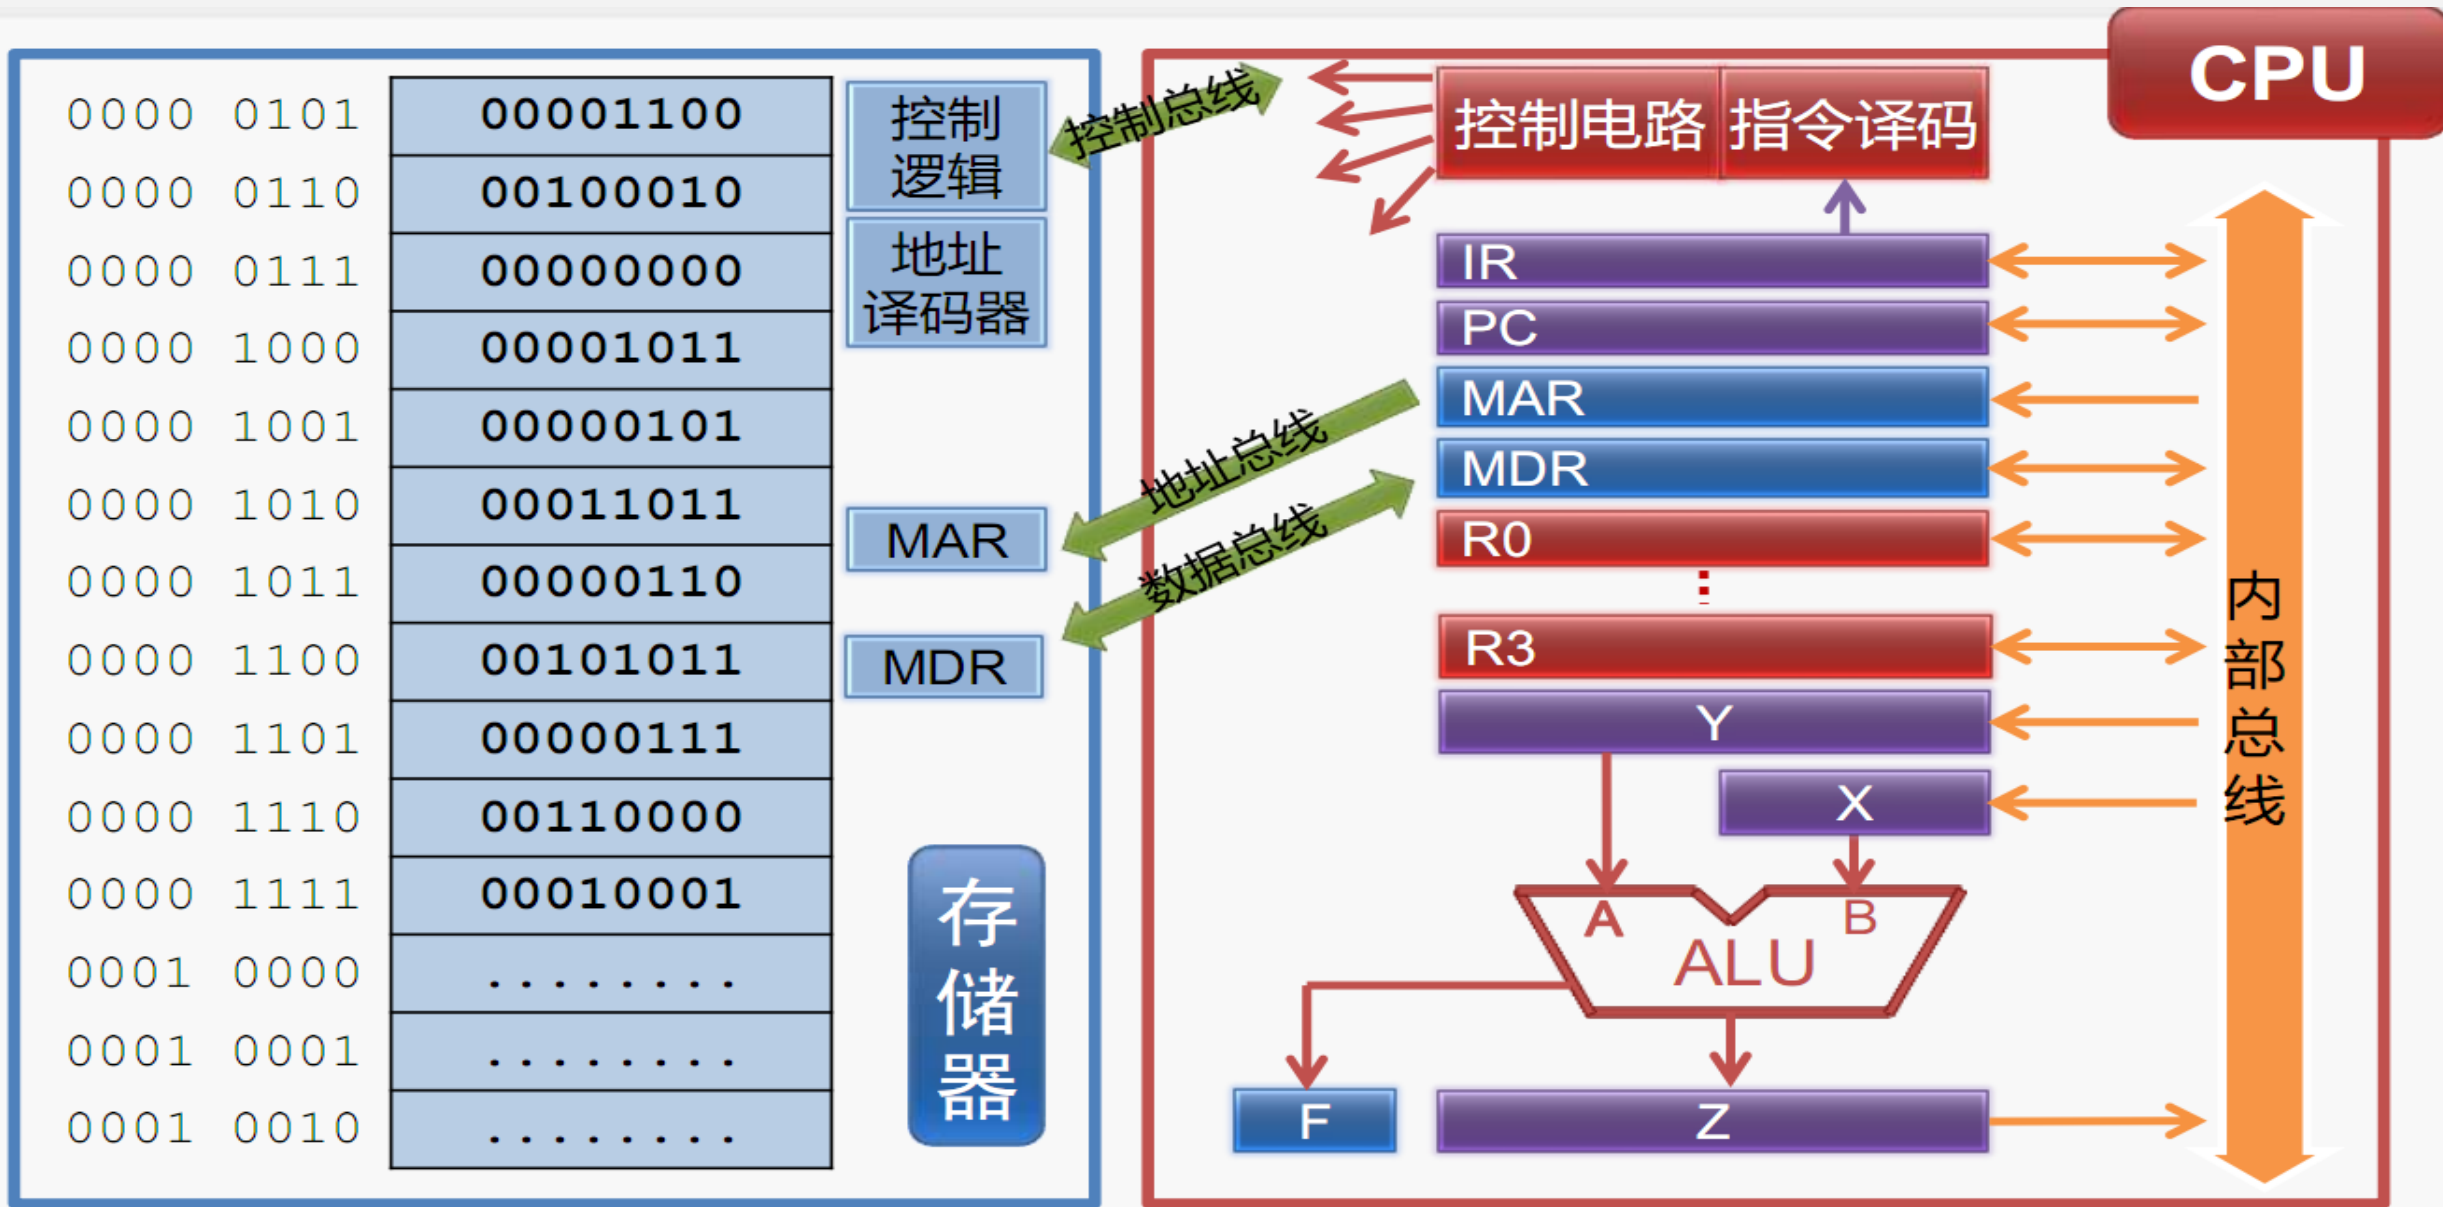 CPU
0000 0101 00001100
0000 0110 00100010
0000 0111 00000000
0000 1000 00001011
0000 1001 00000101
0000 1010 00011011
0000 1011 00000110
0000 1100 00101011
0000 1101 00000111
0000 1110 00110000
0000 1111 00010001
0001 0000 ........
0001 0001 ........
0001 0010 ........
控制
逻辑
地址
译码器
MAR
MDR
存
储
器
控制总线
地址总线
数据总线
控制电路
指令译码
IR
PC
MAR
MDR
R0
R3
Y
X
A
B
ALU
F
Z
内
部
总
线